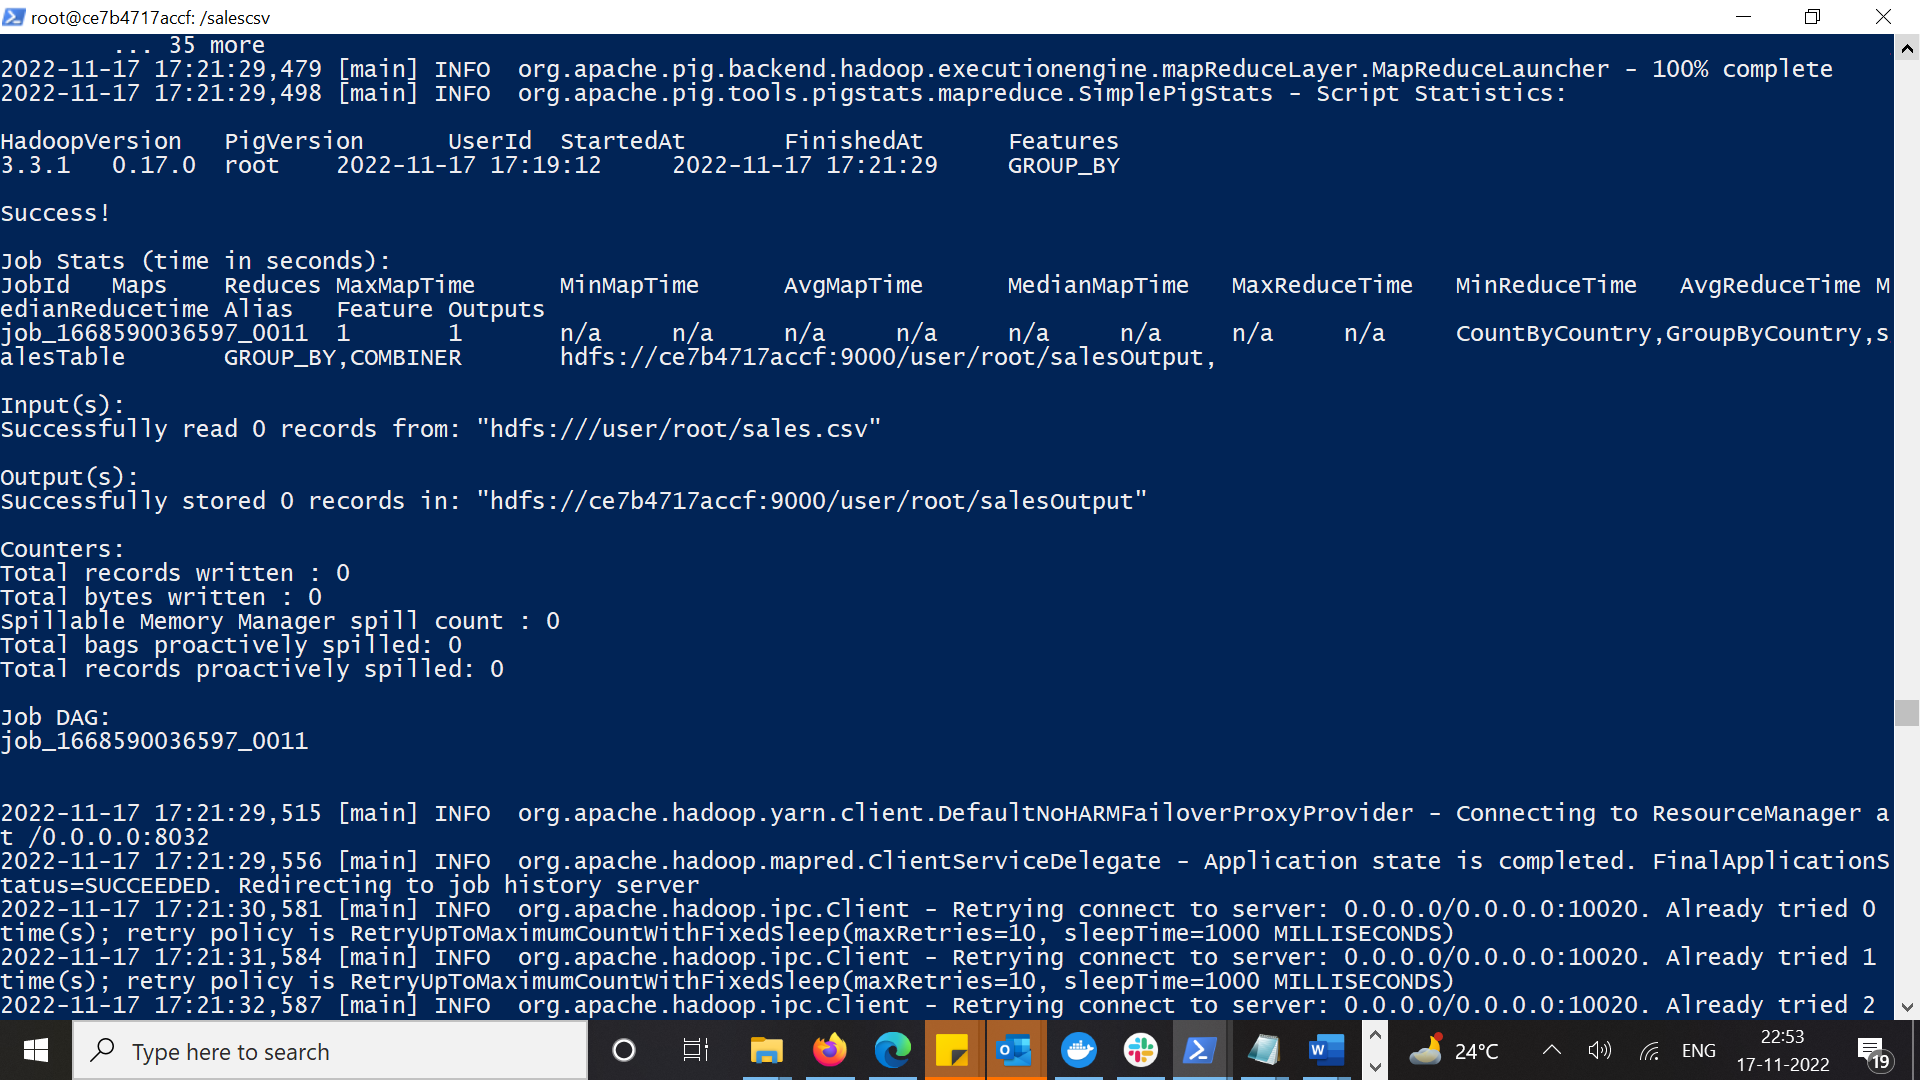 root@ce7b4717accf: /salescsv
... 35 more
2022-11-17 17:21:29,479 [main] INFO  org.apache.pig.backend.hadoop.executionengine.mapReduceLayer.MapReduceLauncher - 100% complete
2022-11-17 17:21:29,498 [main] INFO  org.apache.pig.tools.pigstats.mapreduce.SimplePigStats - Script Statistics:
HadoopVersion   PigVersion      UserId  StartedAt       FinishedAt      Features
3.3.1   0.17.0  root    2022-11-17 17:19:12     2022-11-17 17:21:29     GROUP_BY
Success!
Job Stats (time in seconds):
JobId   Maps    Reduces MaxMapTime      MinMapTime      AvgMapTime      MedianMapTime   MaxReduceTime   MinReduceTime   AvgReduceTime M
edianReducetime Alias   Feature Outputs
job_1668590036597_0011  1       1       n/a     n/a     n/a     n/a     n/a     n/a     n/a     n/a     CountByCountry,GroupByCountry,s
alesTable       GROUP_BY,COMBINER       hdfs://ce7b4717accf:9000/user/root/salesOutput,
Input(s):
Successfully read 0 records from: "hdfs:///user/root/sales.csv"
Output(s):
Successfully stored 0 records in: "hdfs://ce7b4717accf:9000/user/root/salesOutput"
Counters:
Total records written : 0
Total bytes written : 0
Spillable Memory Manager spill count : 0
Total bags proactively spilled: 0
Total records proactively spilled: 0
Job DAG:
job_1668590036597_0011
2022-11-17 17:21:29,515 [main] INFO  org.apache.hadoop.yarn.client.DefaultNoHARMFailoverProxyProvider - Connecting to ResourceManager a
t /0.0.0.0:8032
2022-11-17 17:21:29,556 [main] INFO  org.apache.hadoop.mapred.ClientServiceDelegate - Application state is completed. FinalApplicationS
tatus=SUCCEEDED. Redirecting to job history server
2022-11-17 17:21:30,581 [main] INFO  org.apache.hadoop.ipc.Client - Retrying connect to server: 0.0.0.0/0.0.0.0:10020. Already tried 0
time(s); retry policy is RetryUpToMaximumCountWithFixedSleep(maxRetries=10, sleepTime=1000 MILLISECONDS)
2022-11-17 17:21:31,584 [main] INFO  org.apache.hadoop.ipc.Client - Retrying connect to server: 0.0.0.0/0.0.0.0:10020. Already tried 1
time(s); retry policy is RetryUpToMaximumCountWithFixedSleep(maxRetries=10, sleepTime=1000 MILLISECONDS)
2022-11-17 17:21:32,587 [main] INFO  org.apache.hadoop.ipc.Client - Retrying connect to server: 0.0.0.0/0.0.0.0:10020. Already tried 2
Type here to search
24°C
ENG
22:53
17-11-2022
19